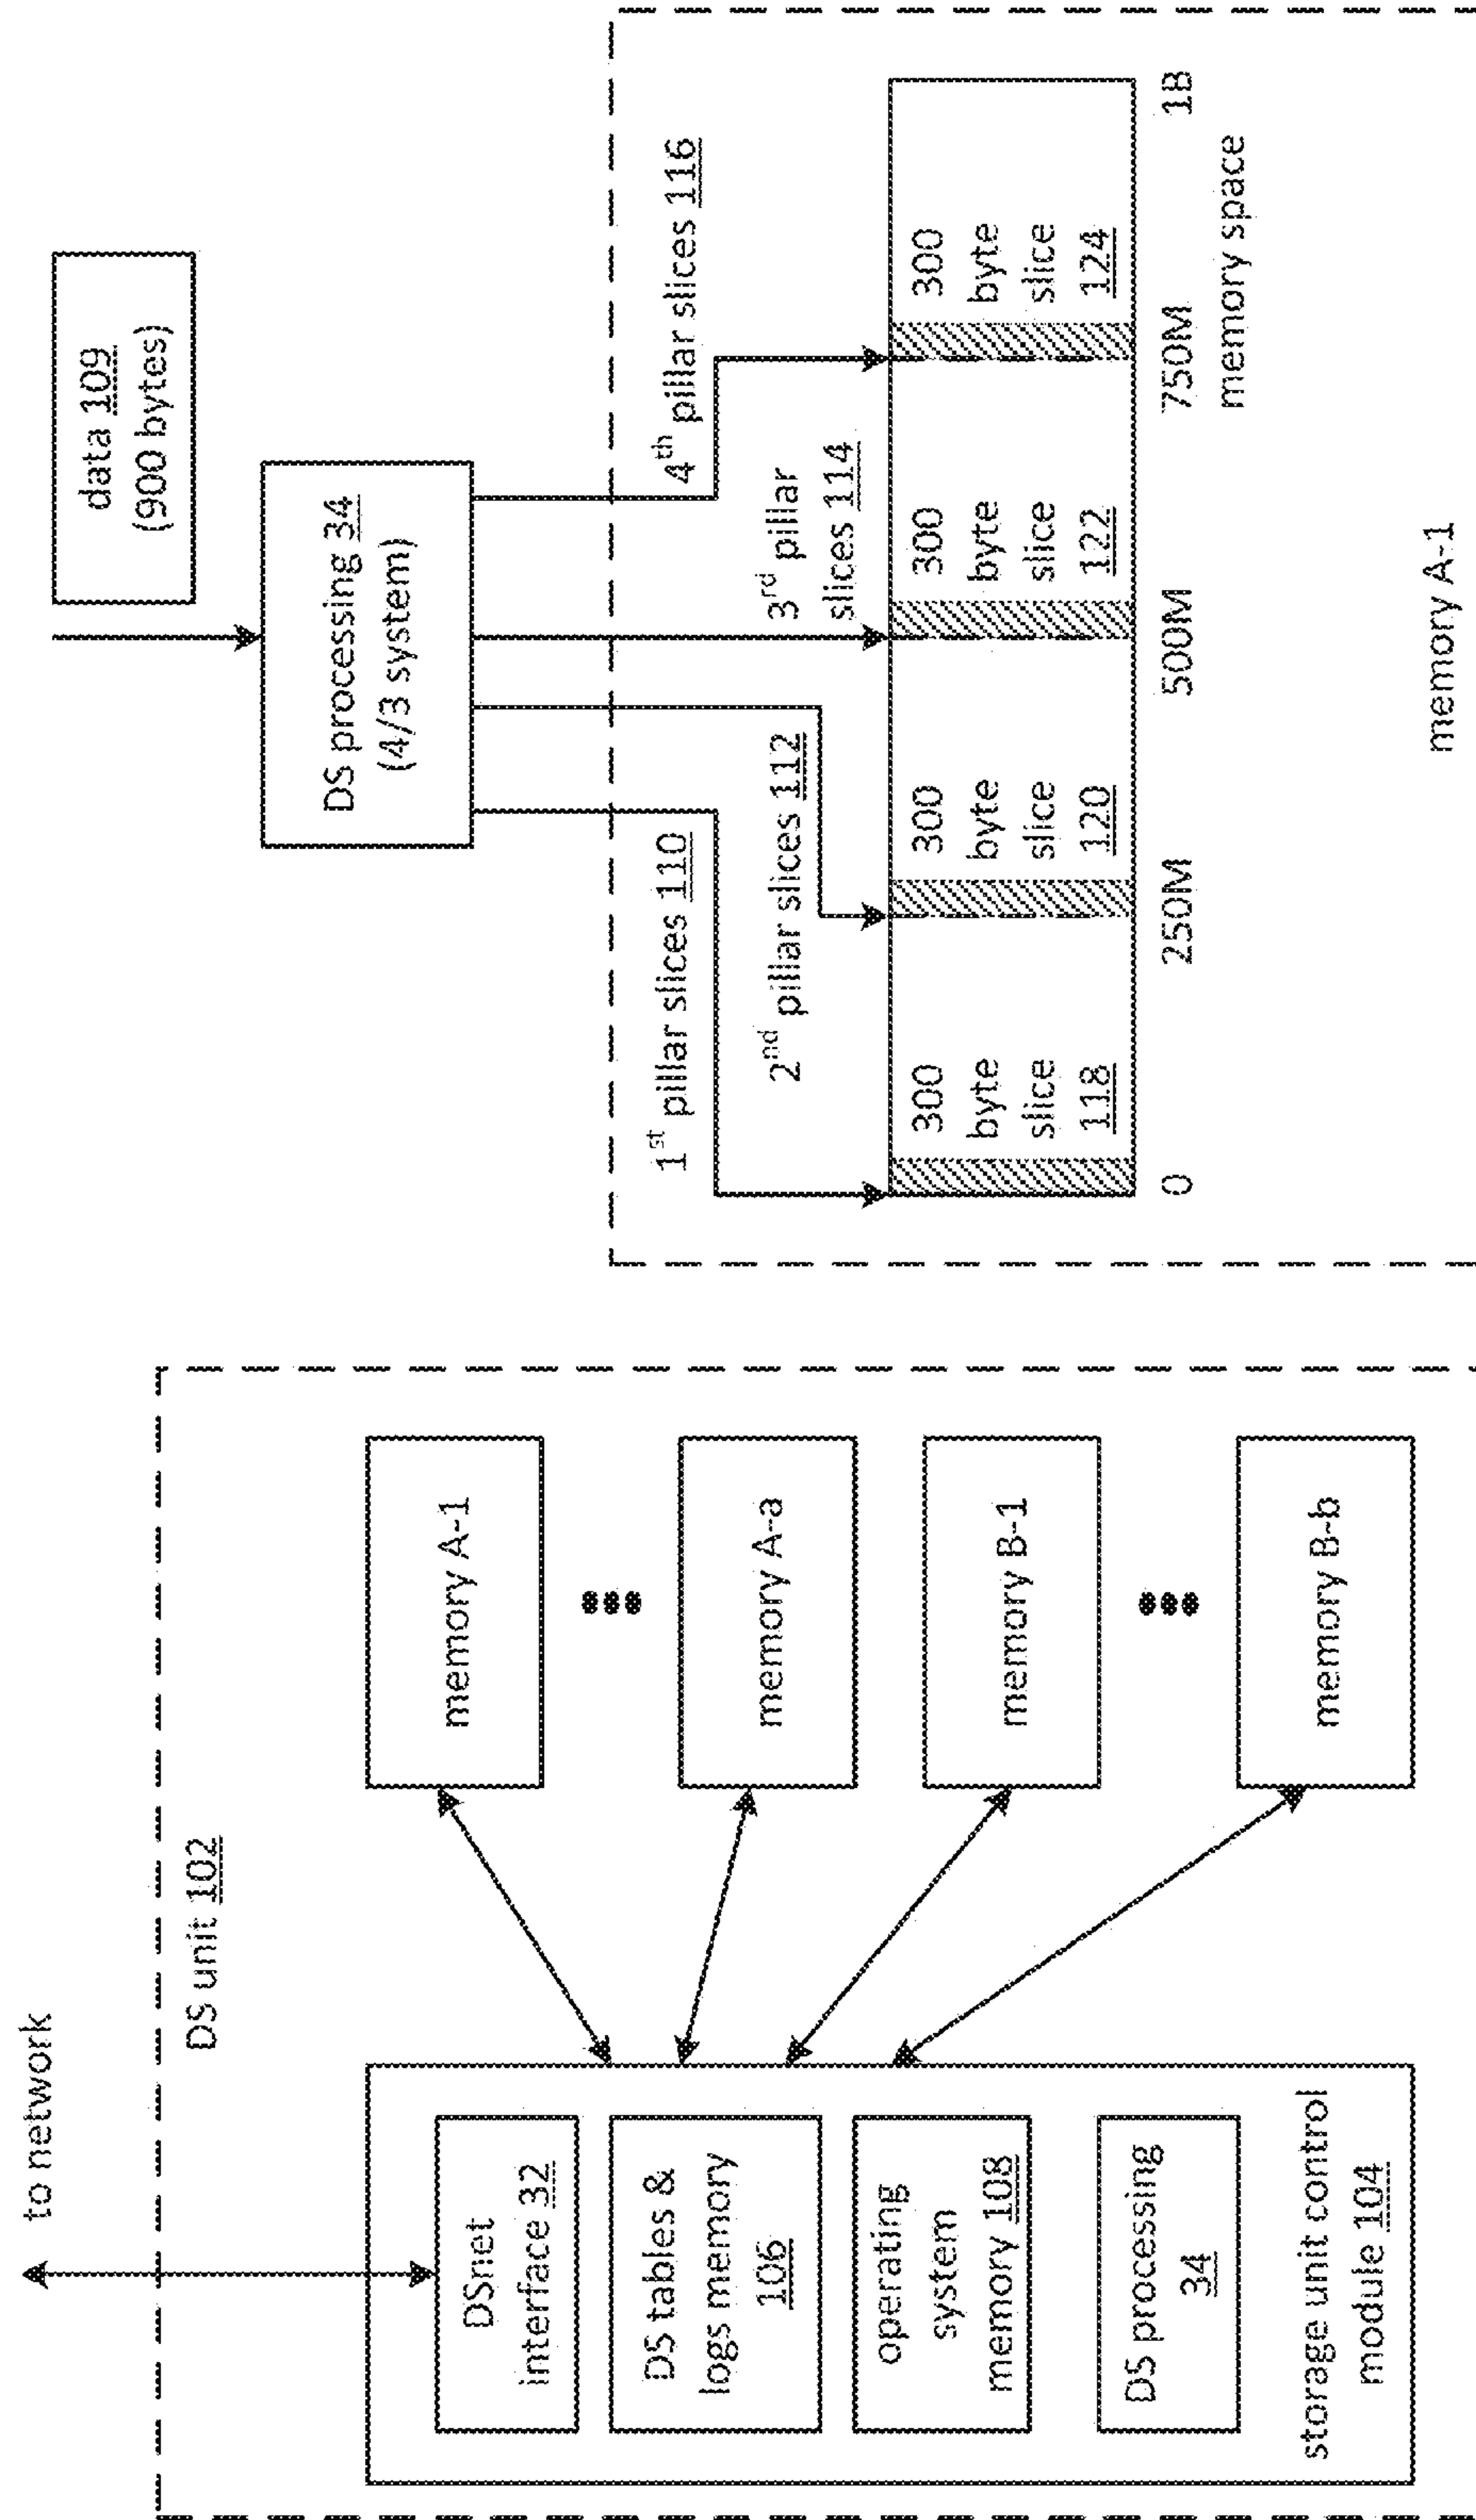 to network
DS unit 102
DSnet
interface 32
DS tables &
logs memory
106
operating
system
memory 108
DS processing
34
storage unit control
module 104
memory A-1
memory A-a
memory B-1
memory B-b
data 109
(900 bytes)
DS processing 34
(4/3 system)
1st pillar slices 110
2nd pillar slices 112
3rd pillar
slices 114
4th pillar slices 116
300
byte
slice
118
300
byte
slice
120
300
byte
slice
122
300
byte
slice
124
0
250M
500M
750M
1B
memory space
memory A-1